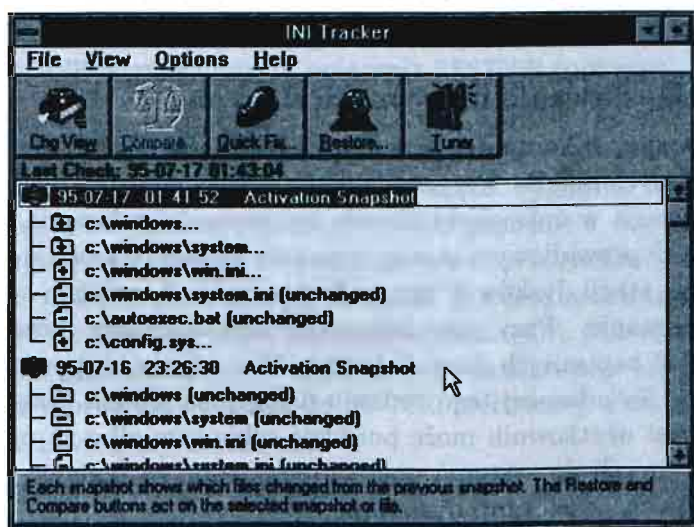 INI Tracker
File View Options Help
Chg View Compare... Quick Fix... Restore... Tuner
Last Check: 95-07-17 01:43:04
95-07-17 01:41:52 Activation Snapshot
c:\windows...
c:\windows\system...
c:\windows\win.ini...
c:\windows\system.ini (unchanged)
c:\autoexec.bat (unchanged)
c:\config.sys...
95-07-16 23:26:30 Activation Snapshot
c:\windows (unchanged)
c:\windows\system (unchanged)
c:\windows\win.ini (unchanged)
c:\windows\system.ini (unchanged)
Each snapshot shows which files changed from the previous snapshot. The Restore and
Compare buttons act on the selected snapshot or file.